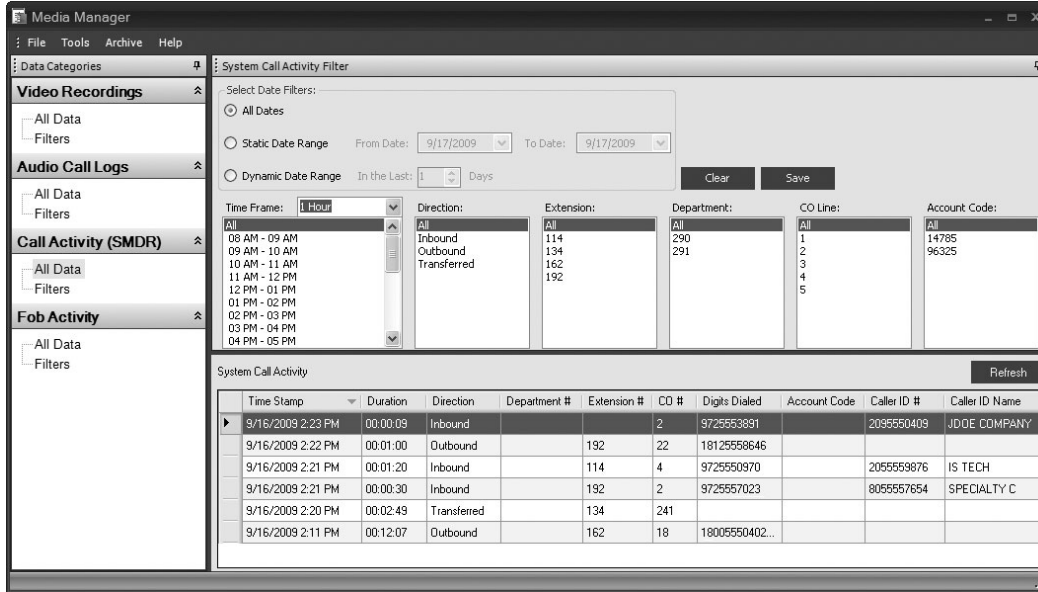 Media Manager
File Tools Archive Help
Data Categories
Video Recordings
All Data
Filters
Audio Call Logs
All Data
Filters
Call Activity (SMDR)
All Data
Filters
Fob Activity
All Data
Filters
System Call Activity Filter
Select Date Filters:
All Dates
Static Date Range From Date: 9/17/2009 To Date: 9/17/2009
Dynamic Date Range In the Last: 1 Days
Clear Save
Time Frame: 1 Hour
All
08 AM - 09 AM
09 AM - 10 AM
10 AM - 11 AM
11 AM - 12 PM
12 PM - 01 PM
01 PM - 02 PM
02 PM - 03 PM
03 PM - 04 PM
04 PM - 05 PM
Direction:
All
Inbound
Outbound
Transferred
Extension:
All
114
134
162
192
Department:
All
290
291
CO Line:
All
1
2
3
4
5
Account Code:
All
14785
96325
System Call Activity Refresh
Time Stamp Duration Direction Department # Extension # CO # Digits Dialed Account Code Caller ID # Caller ID Name
9/16/2009 2:23 PM 00:00:09 Inbound 2 9725553891 2095550409 JDOE COMPANY
9/16/2009 2:22 PM 00:01:00 Outbound 192 22 18125558646
9/16/2009 2:21 PM 00:01:20 Inbound 114 4 9725550970 2055559876 IS TECH
9/16/2009 2:21 PM 00:00:30 Inbound 192 2 9725557023 8055557654 SPECIALTY C
9/16/2009 2:20 PM 00:02:49 Transferred 134 241
9/16/2009 2:11 PM 00:12:07 Outbound 162 18 18005550402...